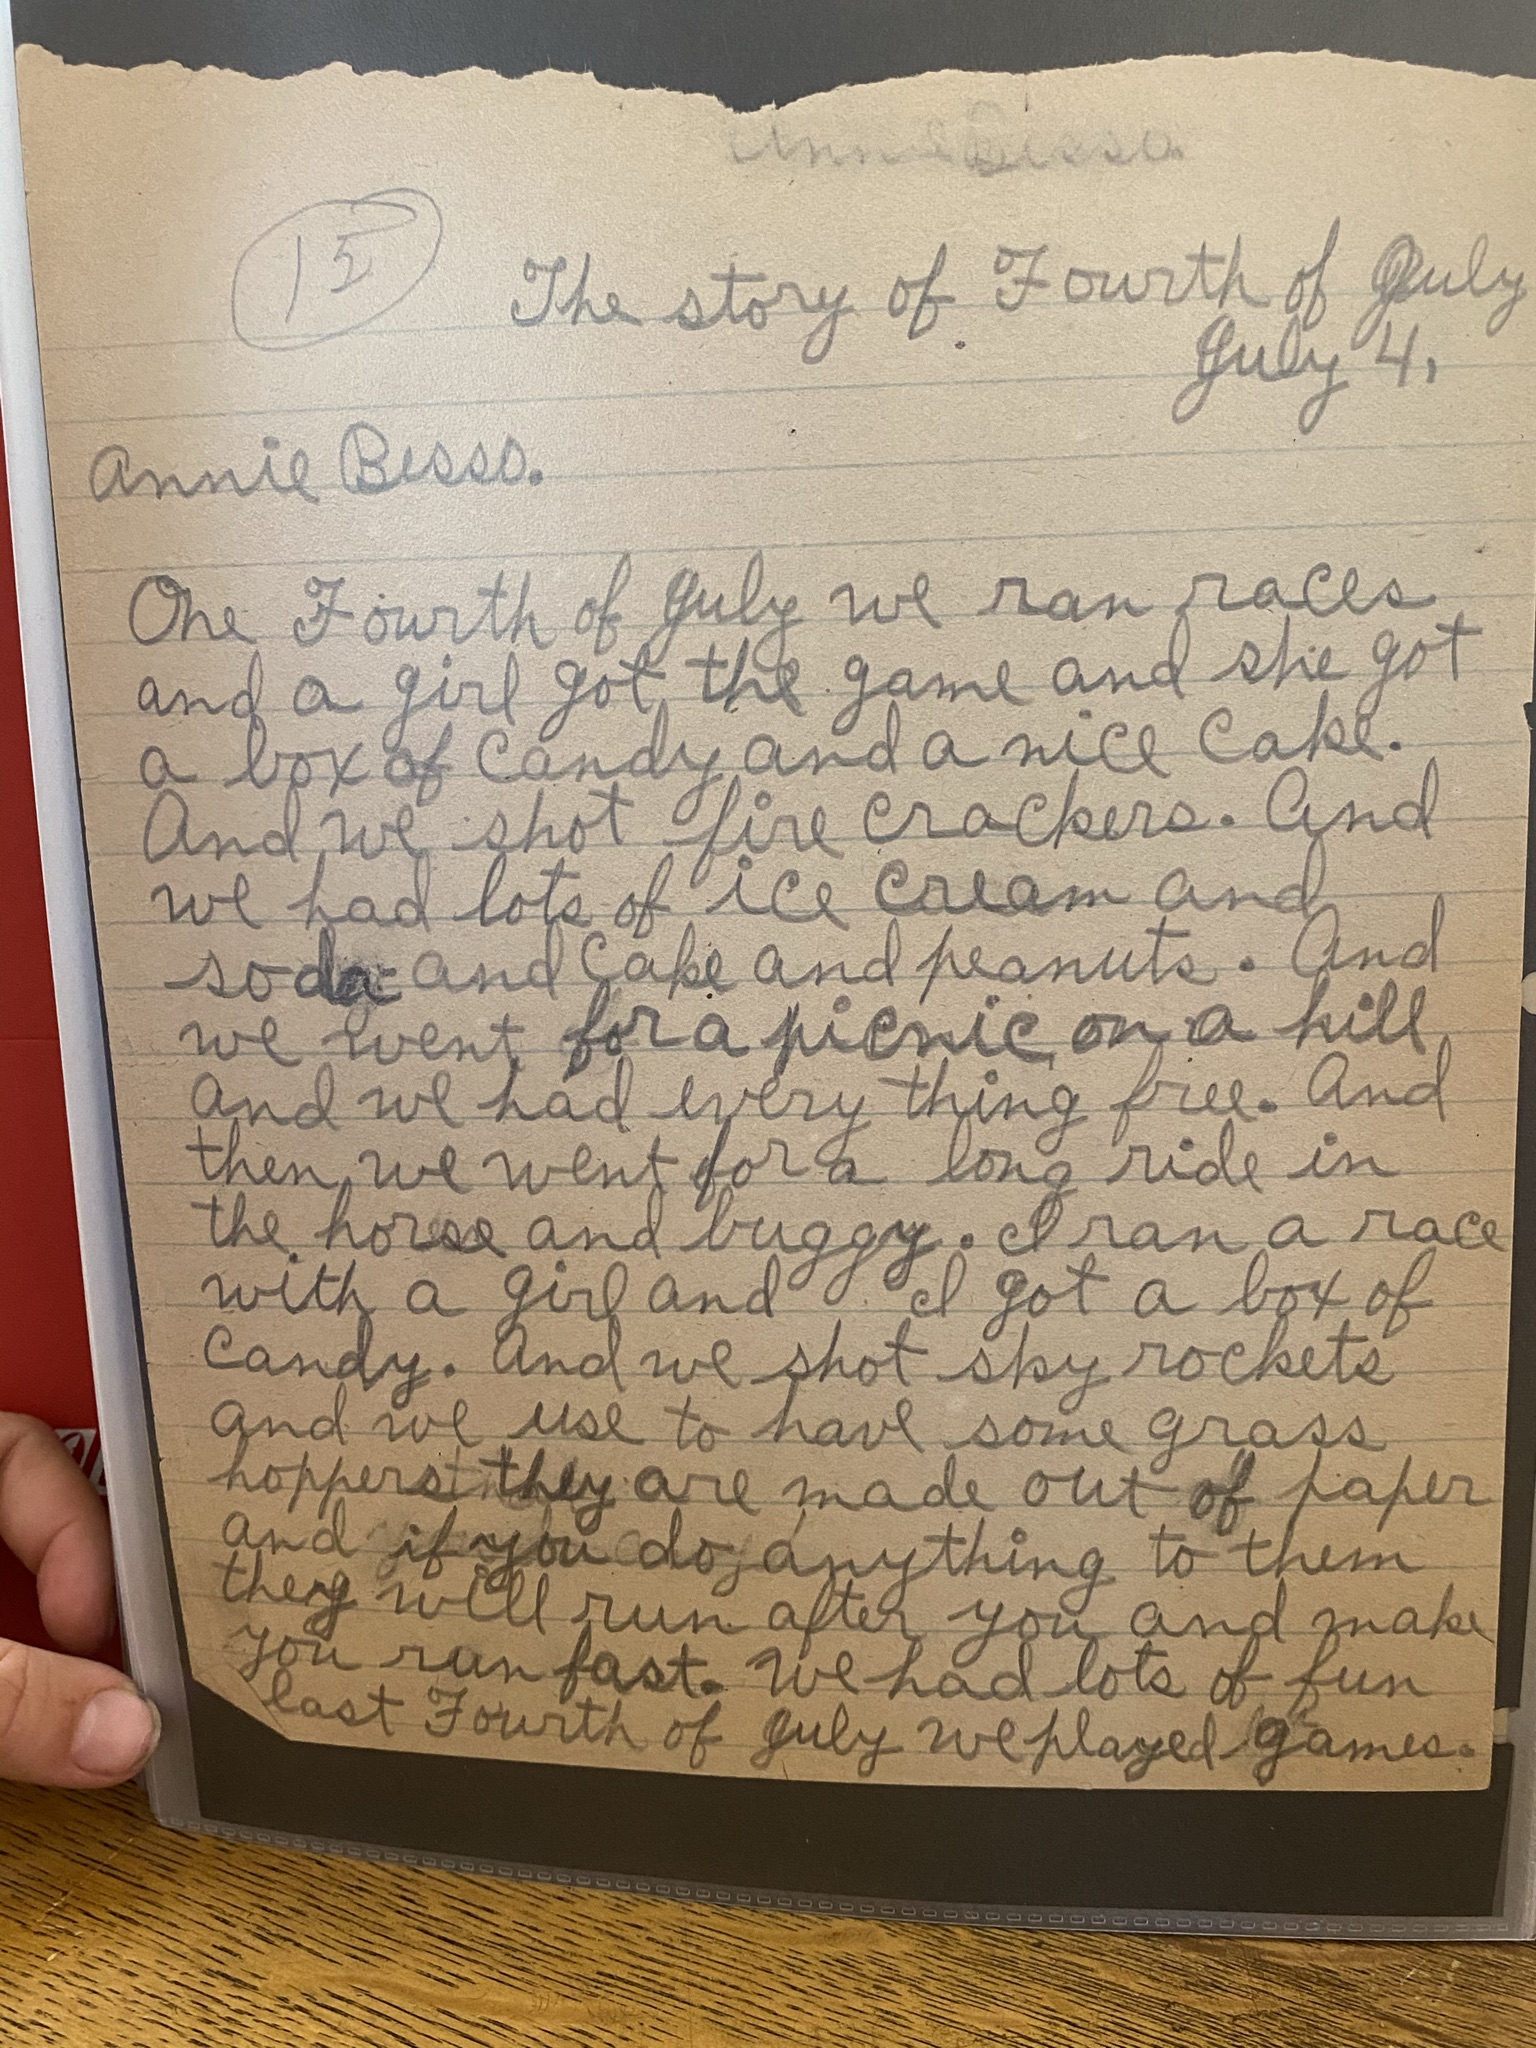 Annie Besso.
15
The story of Fourth of July
July 4,
Annie Besso.
One Fourth of July we ran races
and a girl got the game and she got
a box of candy and a nice cake.
And we shot fire crackers. And
we had lots of ice cream and
soda and cake and peanuts. And
we went for a picnic on a hill
and we had every thing free. And
then we went for a long ride in
the horse and buggy. I ran a race
with a girl and I got a box of
candy. And we shot sky rockets
and we use to have some grass
hoppers they are made out of paper
and if you do anything to them
they will run after you and make
you run fast. We had lots of fun
last Fourth of July we played games.